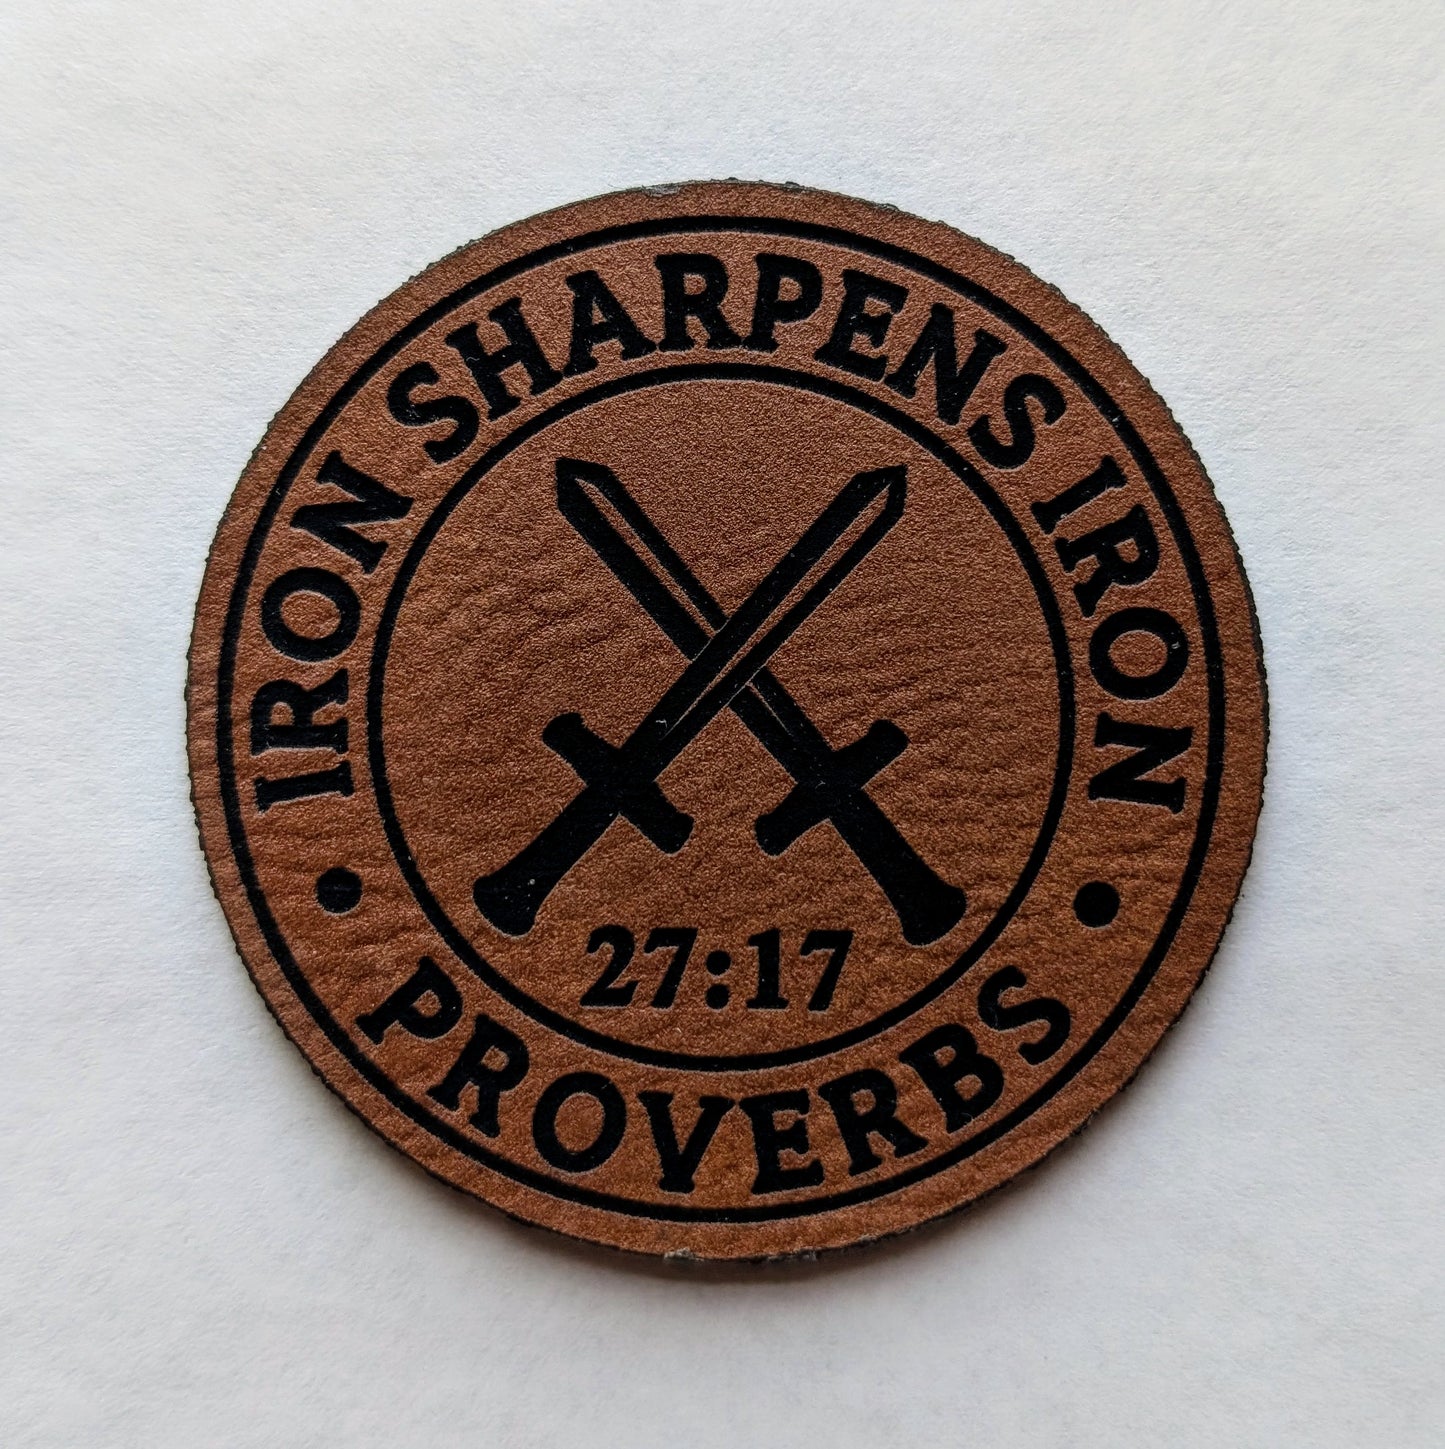 IRON SHARPENS IRON
27:17
PROVERBS